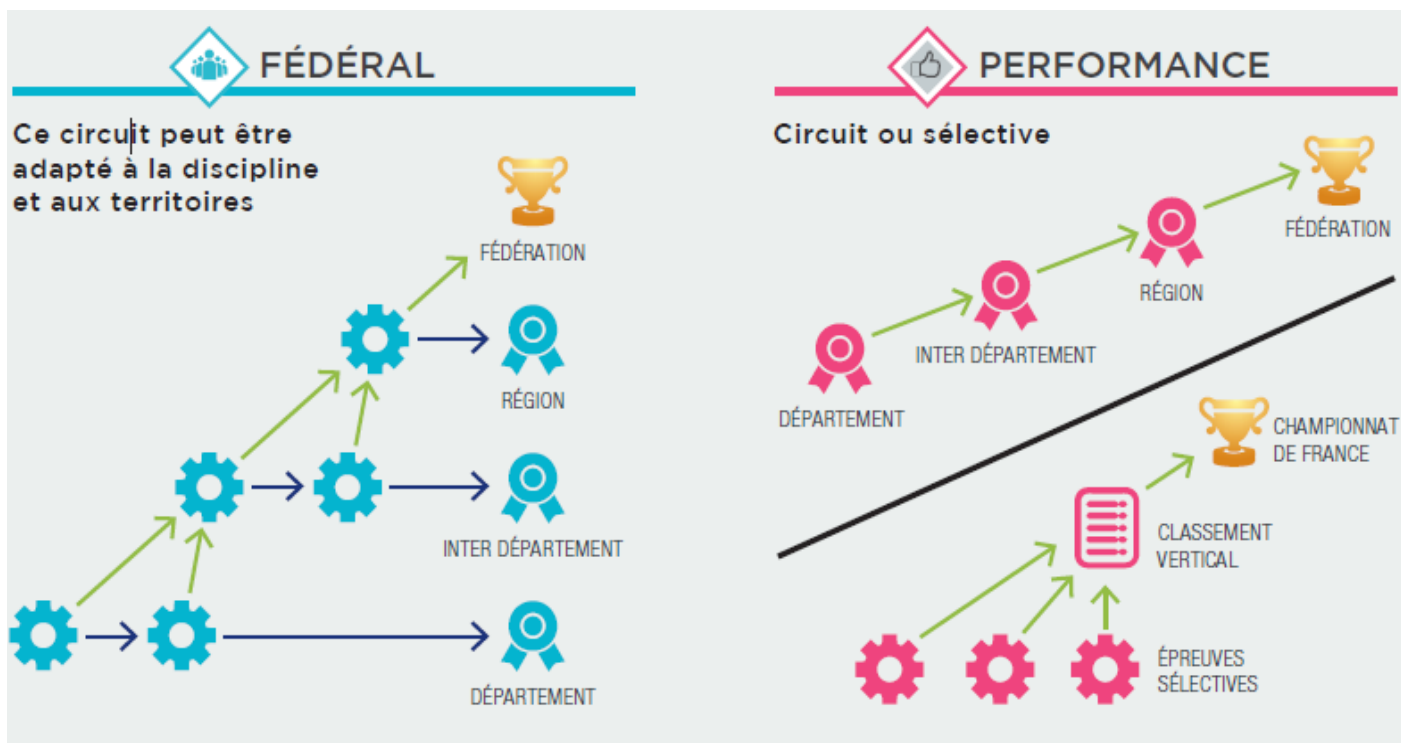 FÉDÉRAL
Ce circuit peut être
adapté à la discipline
et aux territoires
FÉDÉRATION
RÉGION
INTER DÉPARTEMENT
DÉPARTEMENT
PERFORMANCE
Circuit ou sélective
FÉDÉRATION
RÉGION
INTER DÉPARTEMENT
DÉPARTEMENT
CHAMPIONNAT
DE FRANCE
CLASSEMENT
VERTICAL
ÉPREUVES
SÉLECTIVES